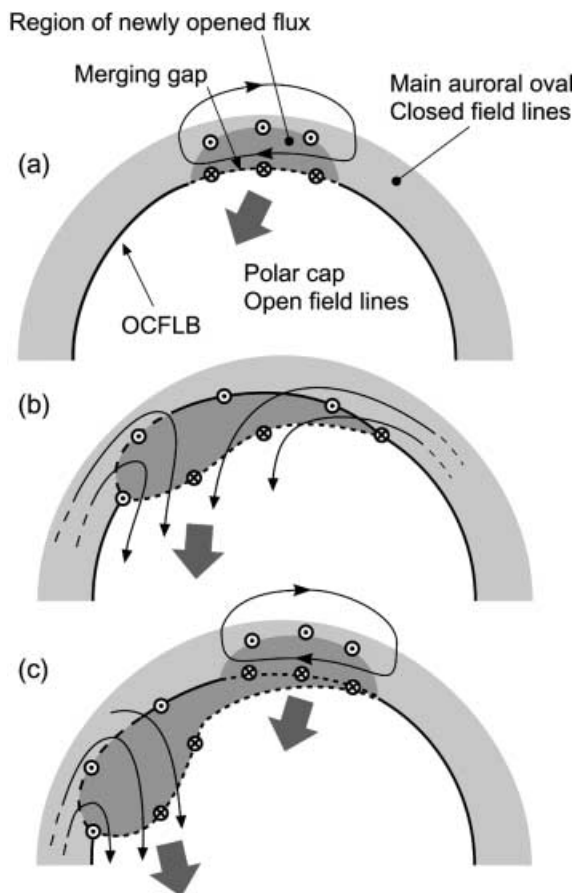 Region of newly opened flux
Merging gap
Main auroral oval
Closed field lines
(a)
Polar cap
Open field lines
OCFLB
(b)
(c)